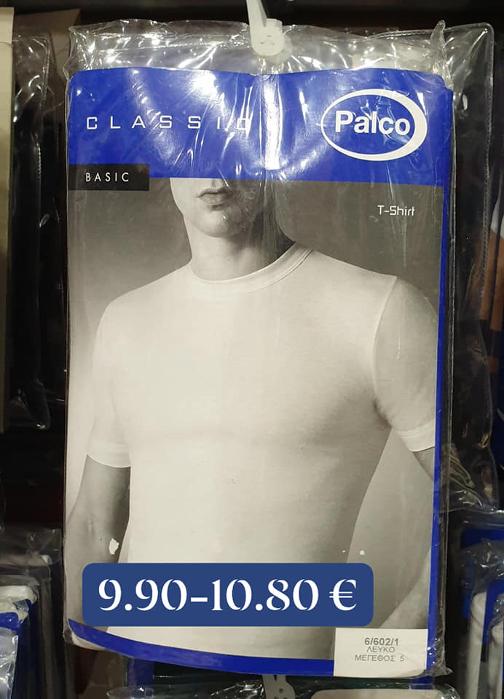 CLASSIC
Palco
BASIC
T-Shirt
9.90-10.80 €
6/602/1
ΛΕΥΚΟ
ΜΕΓΕΘΟΣ 5